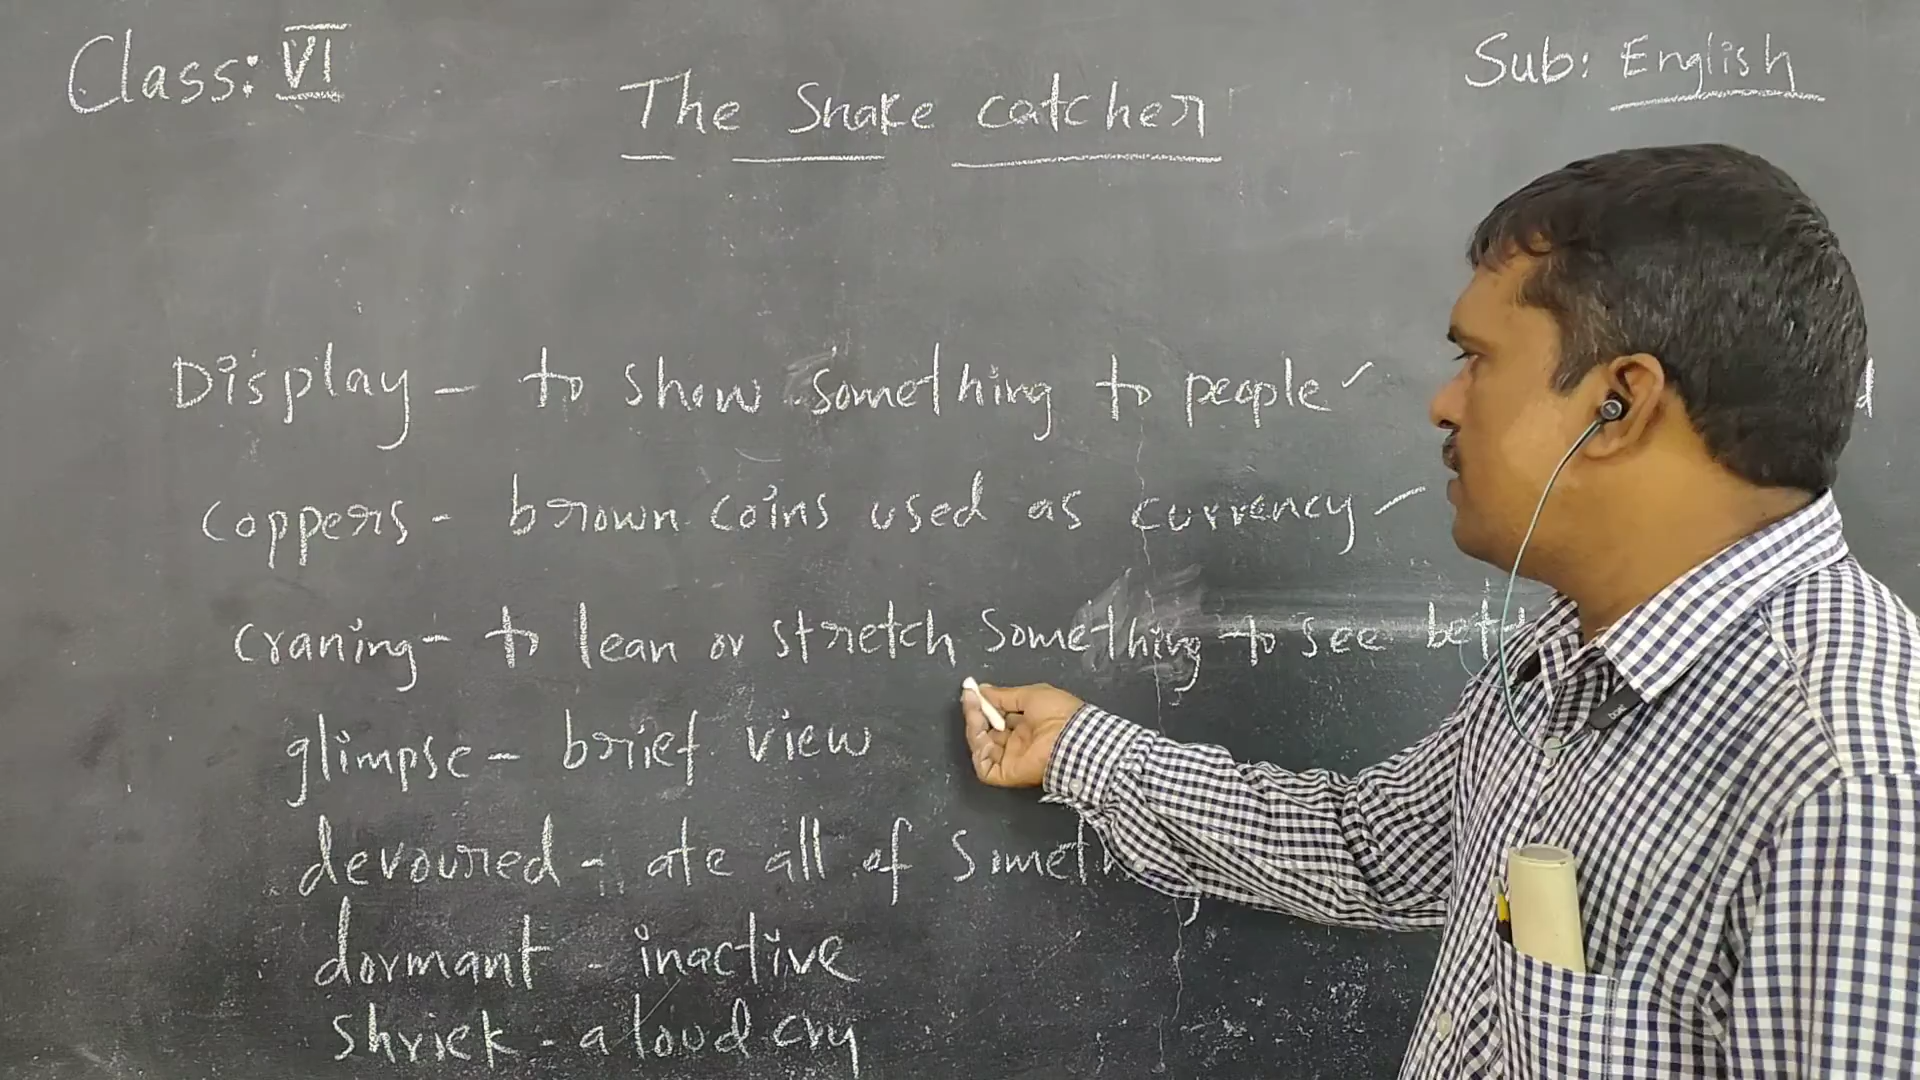 Class: VI
Sub: English
The Snake catcher
Display - to show something to people
coppers - brown coins used as currency
craning - to lean or stretch something to see
glimpse - brief view
devoured - ate all of
dormant - inactive
shriek - a loud cry